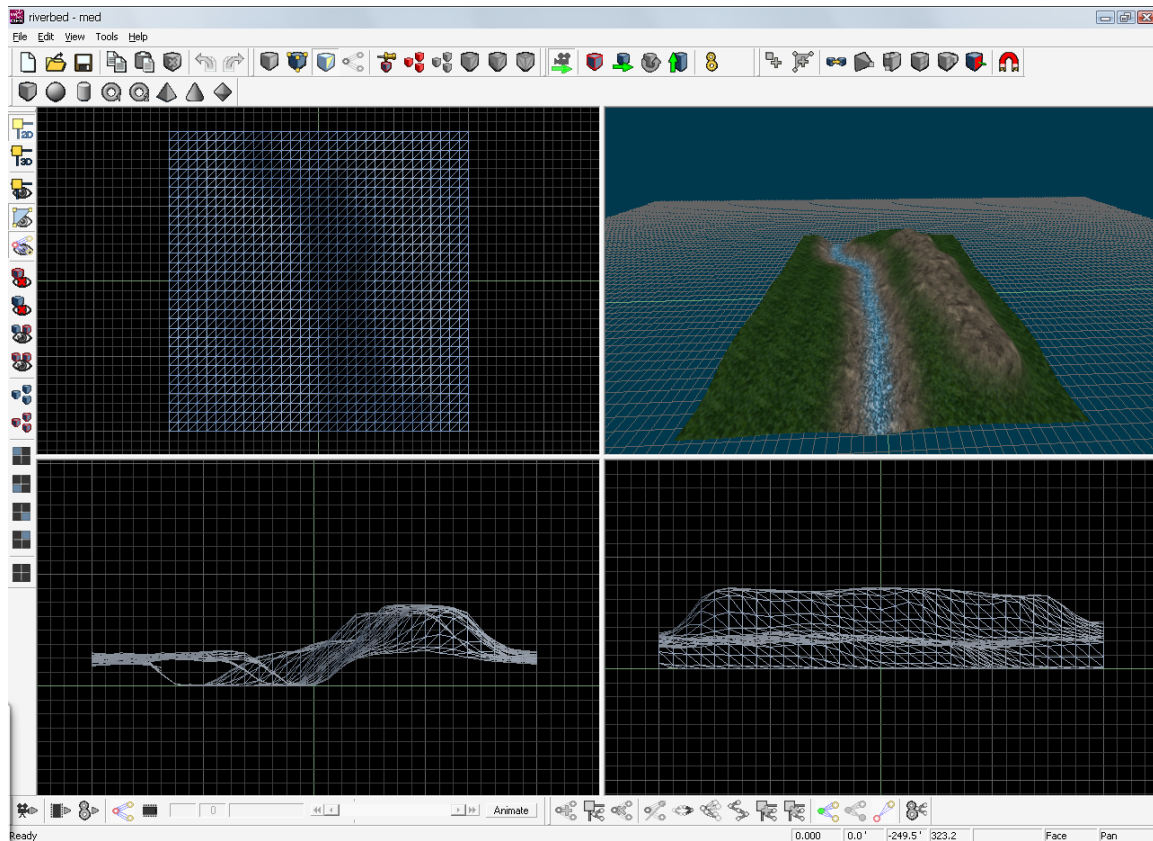 riverbed - med
File Edit View Tools Help
2D
3D
0
Animate
Ready
0.000 0.0 ' -249.5 ' 323.2 Face Pan